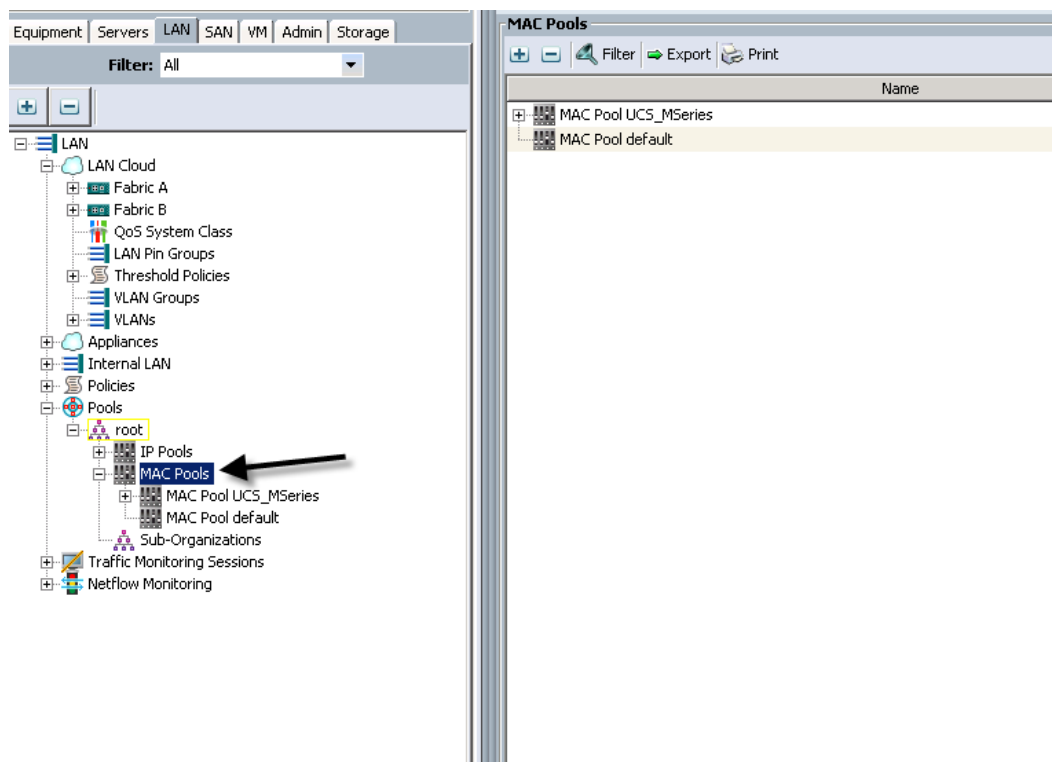 Equipment Servers LAN SAN VM Admin Storage
Filter: All
LAN
LAN Cloud
Fabric A
Fabric B
QoS System Class
LAN Pin Groups
Threshold Policies
VLAN Groups
VLANs
Appliances
Internal LAN
Policies
Pools
root
IP Pools
MAC Pools
MAC Pool UCS_MSeries
MAC Pool default
Sub-Organizations
Traffic Monitoring Sessions
Netflow Monitoring
MAC Pools
Filter Export Print
Name
MAC Pool UCS_MSeries
MAC Pool default